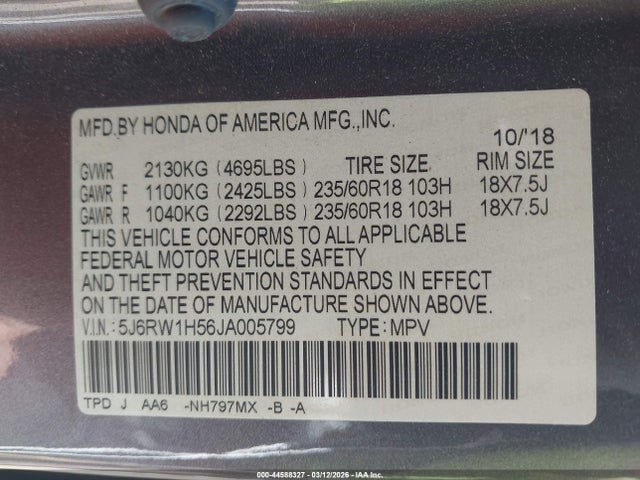 MFD.BY HONDA OF AMERICA MFG.,INC.
10/'18
GVWR 2130KG (4695LBS) TIRE SIZE RIM SIZE
GAWR F 1100KG (2425LBS) 235/60R18 103H 18X7.5J
GAWR R 1040KG (2292LBS) 235/60R18 103H 18X7.5J
THIS VEHICLE CONFORMS TO ALL APPLICABLE
FEDERAL MOTOR VEHICLE SAFETY
AND THEFT PREVENTION STANDARDS IN EFFECT
ON THE DATE OF MANUFACTURE SHOWN ABOVE.
V.I.N.: 5J6RW1H56JA005799 TYPE: MPV
TPD J AA6 -NH797MX -B -A
000-44588327 - 03/12/2026 - IAA Inc.